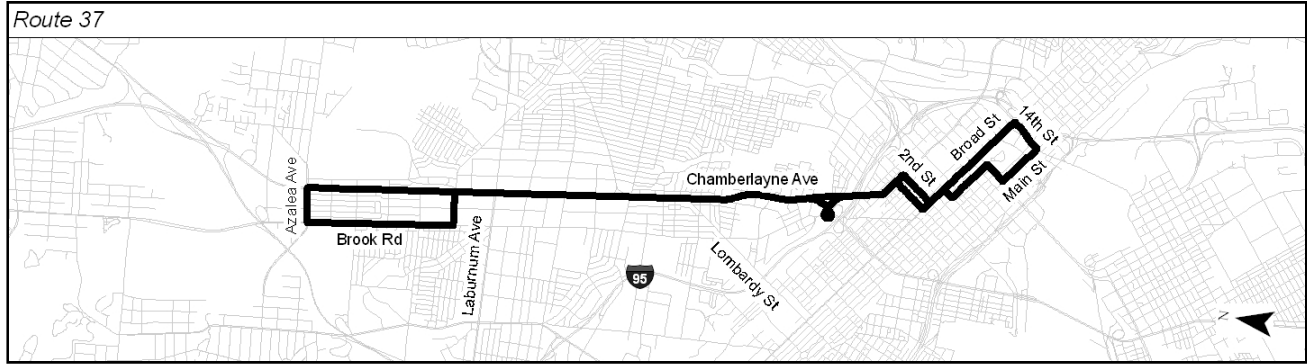 Route 37
Azalea Ave
Brook Rd
Laburnum Ave
Chamberlayne Ave
Lombardy St
95
2nd St
Broad St
14th St
Main St
N